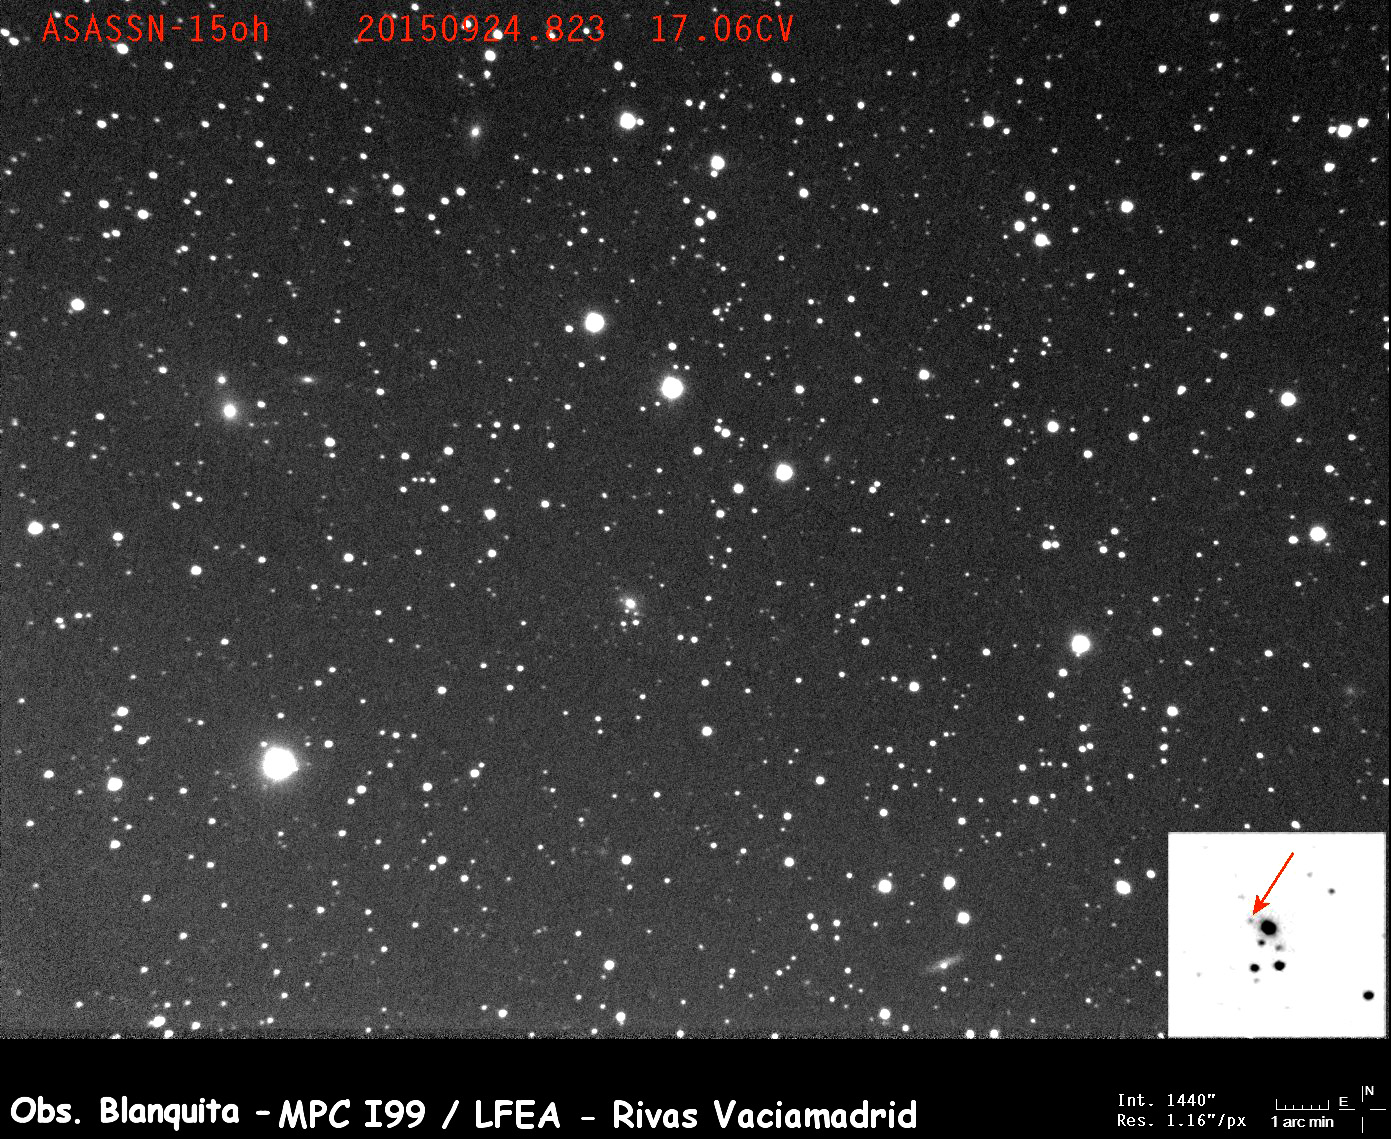 ASASSN-15oh 20150924.823 17.06CV
Obs. Blanquita - MPC I99 / LFEA - Rivas Vaciamadrid
Int. 1440"
Res. 1.16"/px
1 arc min
E
N